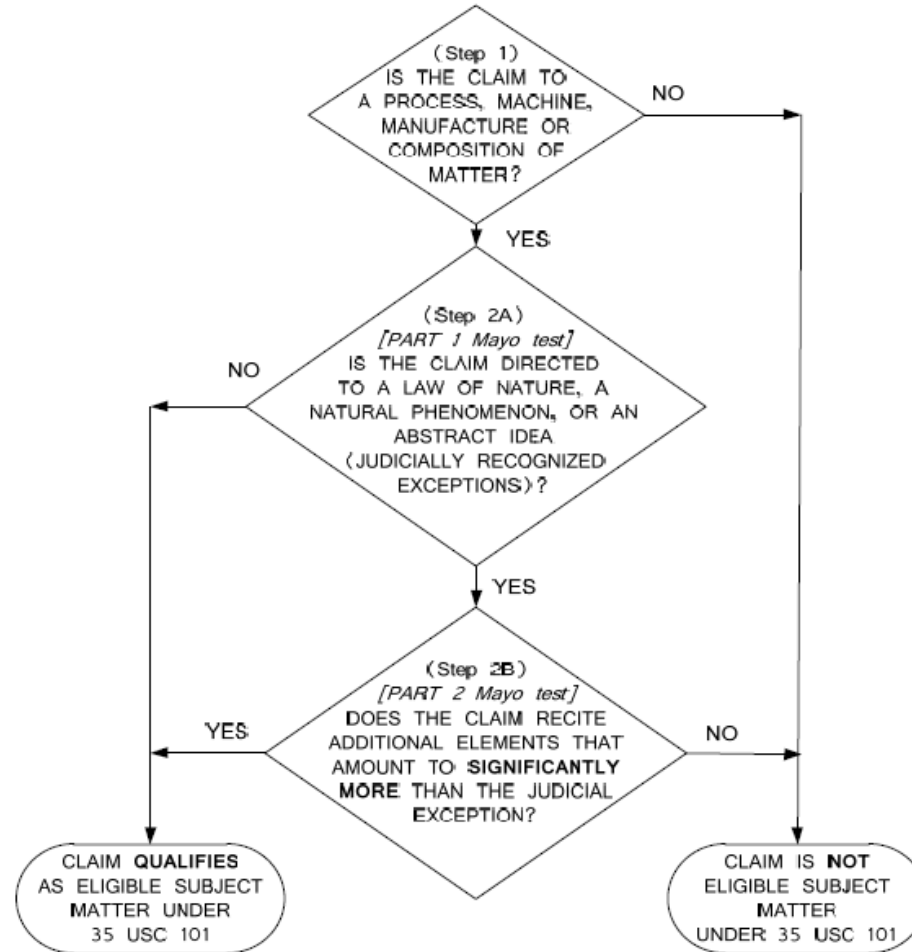 (Step 1)
IS THE CLAIM TO
A PROCESS, MACHINE,
MANUFACTURE OR
COMPOSITION OF
MATTER?
NO
YES
(Step 2A)
[PART 1 Mayo test]
IS THE CLAIM DIRECTED
TO A LAW OF NATURE, A
NATURAL PHENOMENON, OR AN
ABSTRACT IDEA
(JUDICIALLY RECOGNIZED
EXCEPTIONS)?
NO
YES
(Step 2B)
[PART 2 Mayo test]
DOES THE CLAIM RECITE
ADDITIONAL ELEMENTS THAT
AMOUNT TO SIGNIFICANTLY
MORE THAN THE JUDICIAL
EXCEPTION?
YES
NO
CLAIM QUALIFIES
AS ELIGIBLE SUBJECT
MATTER UNDER
35 USC 101
CLAIM IS NOT
ELIGIBLE SUBJECT
MATTER
UNDER 35 USC 101